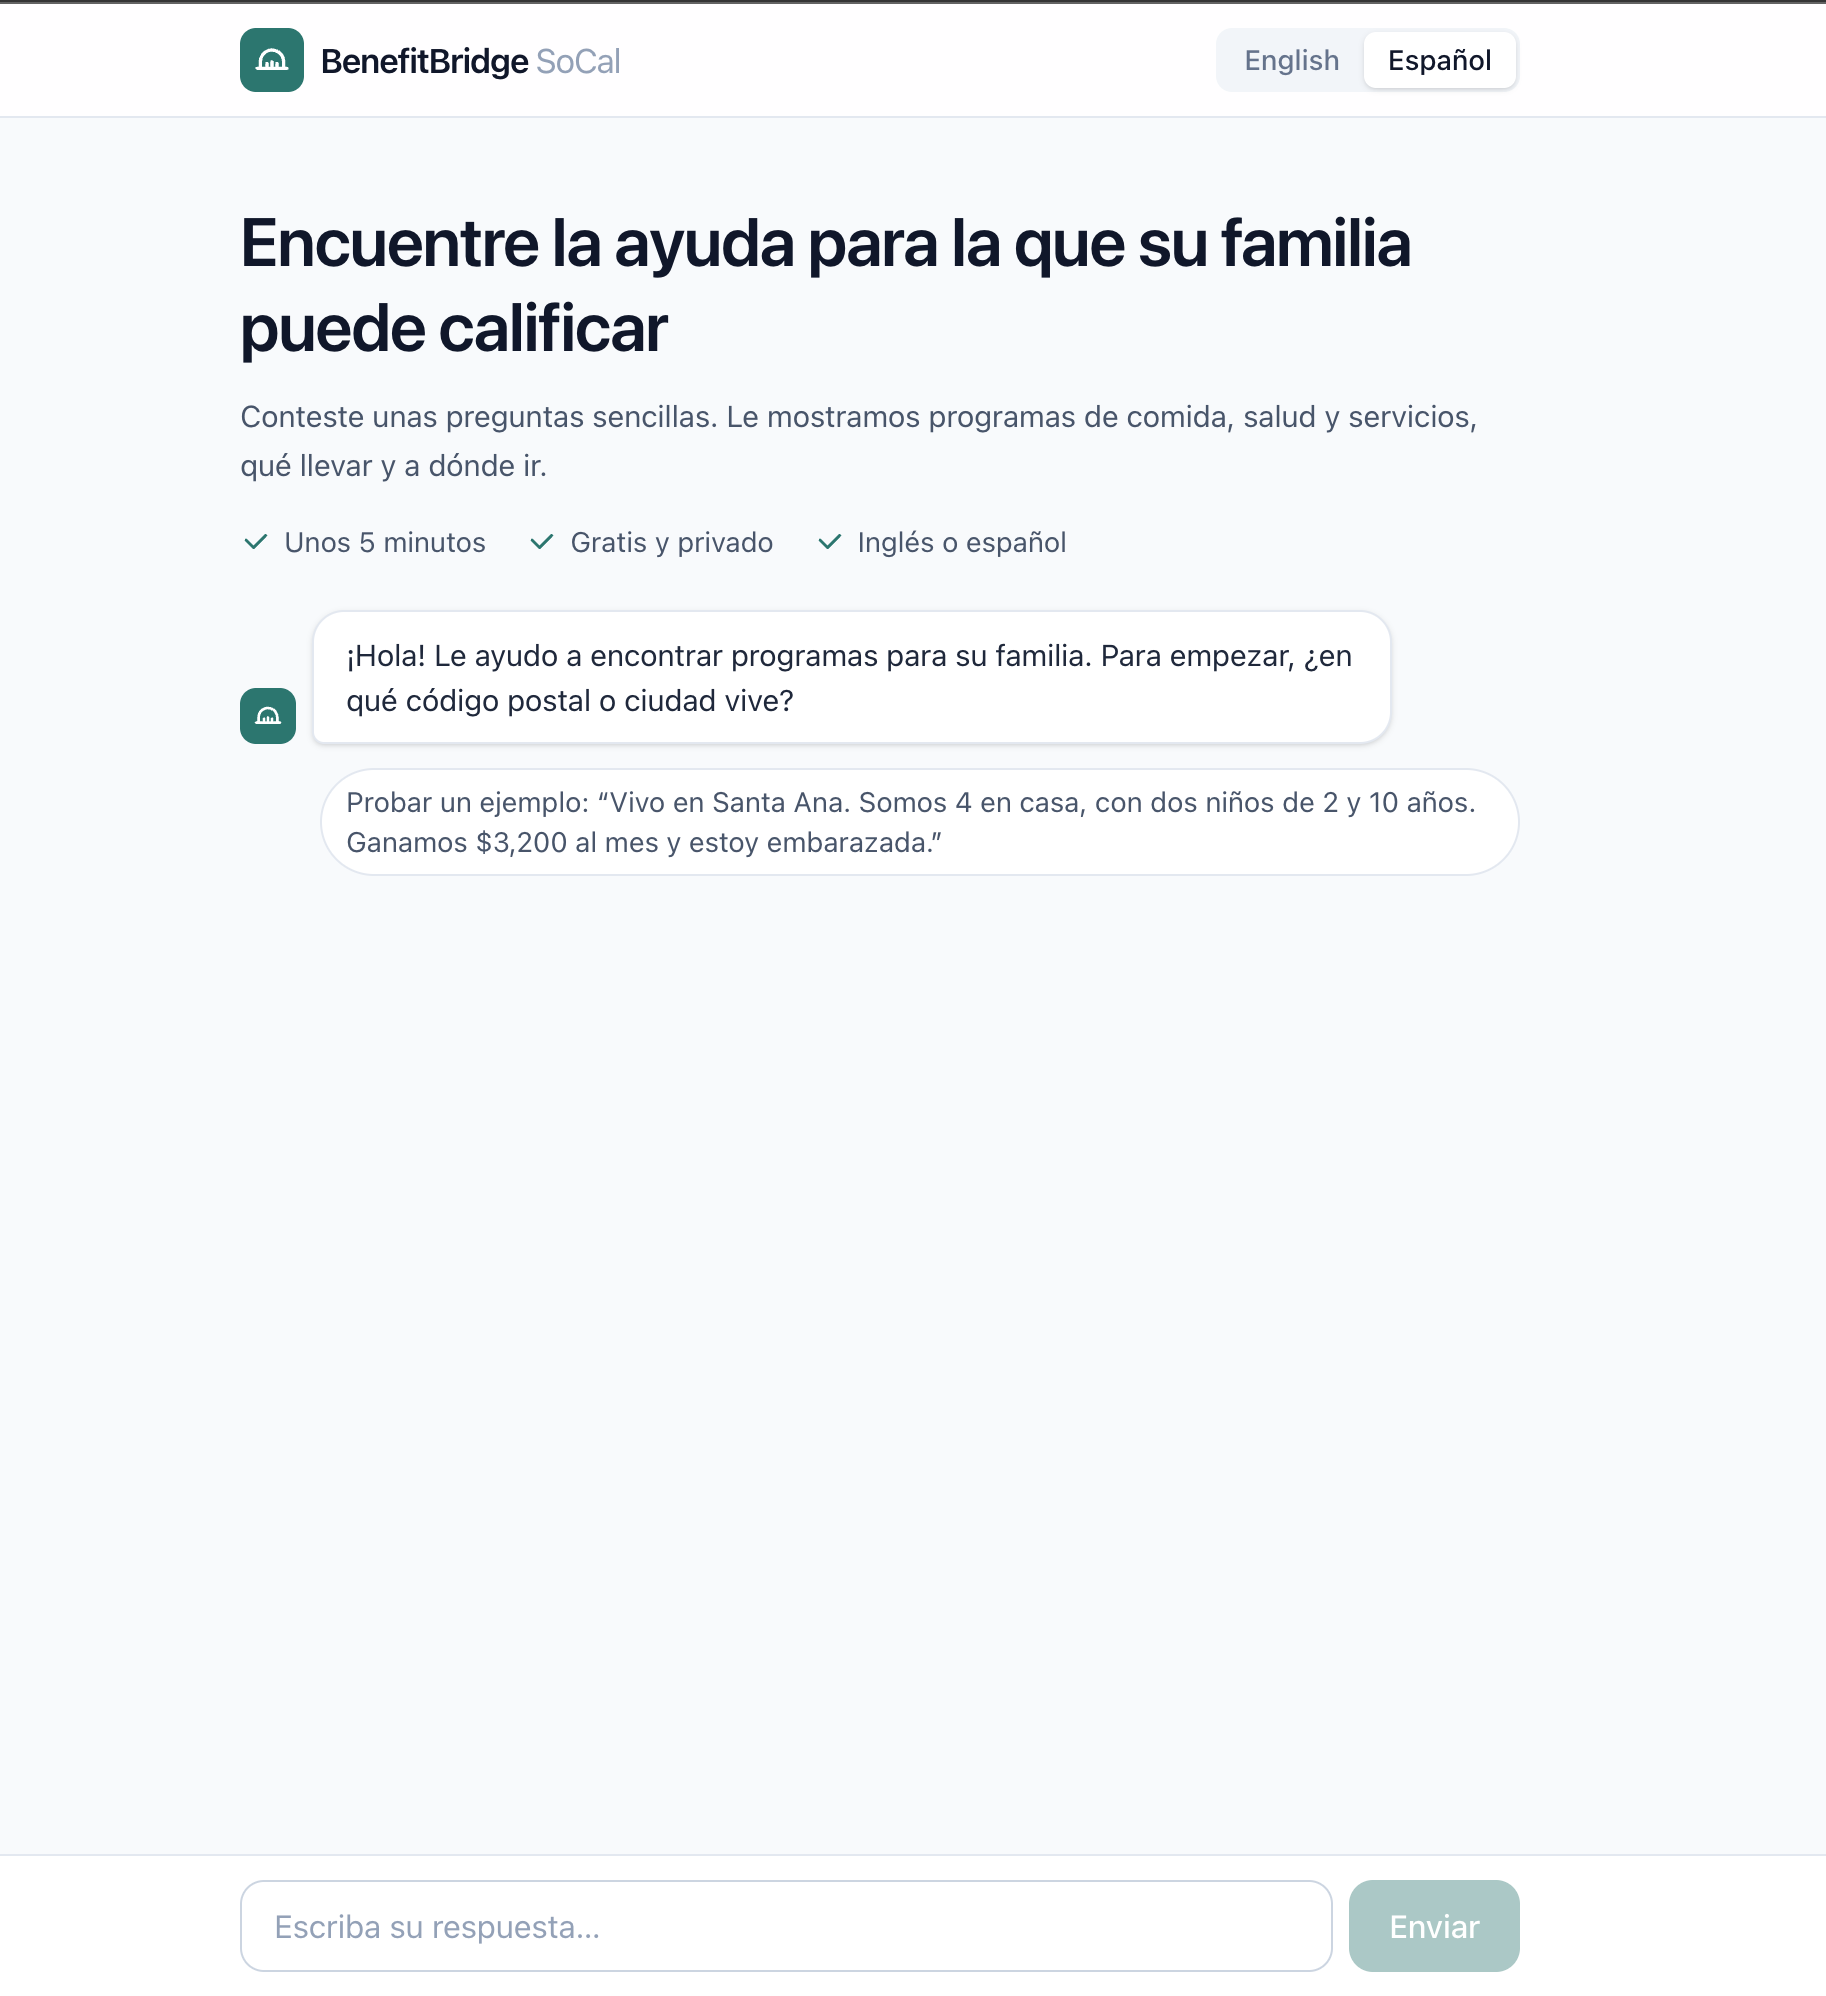 BenefitBridge SoCal
English
Español
Encuentre la ayuda para la que su familia
puede calificar
Conteste unas preguntas sencillas. Le mostramos programas de comida, salud y servicios,
qué llevar y a dónde ir.
Unos 5 minutos
Gratis y privado
Inglés o español
¡Hola! Le ayudo a encontrar programas para su familia. Para empezar, ¿en
qué código postal o ciudad vive?
Probar un ejemplo: “Vivo en Santa Ana. Somos 4 en casa, con dos niños de 2 y 10 años.
Ganamos $3,200 al mes y estoy embarazada.”
Escriba su respuesta...
Enviar